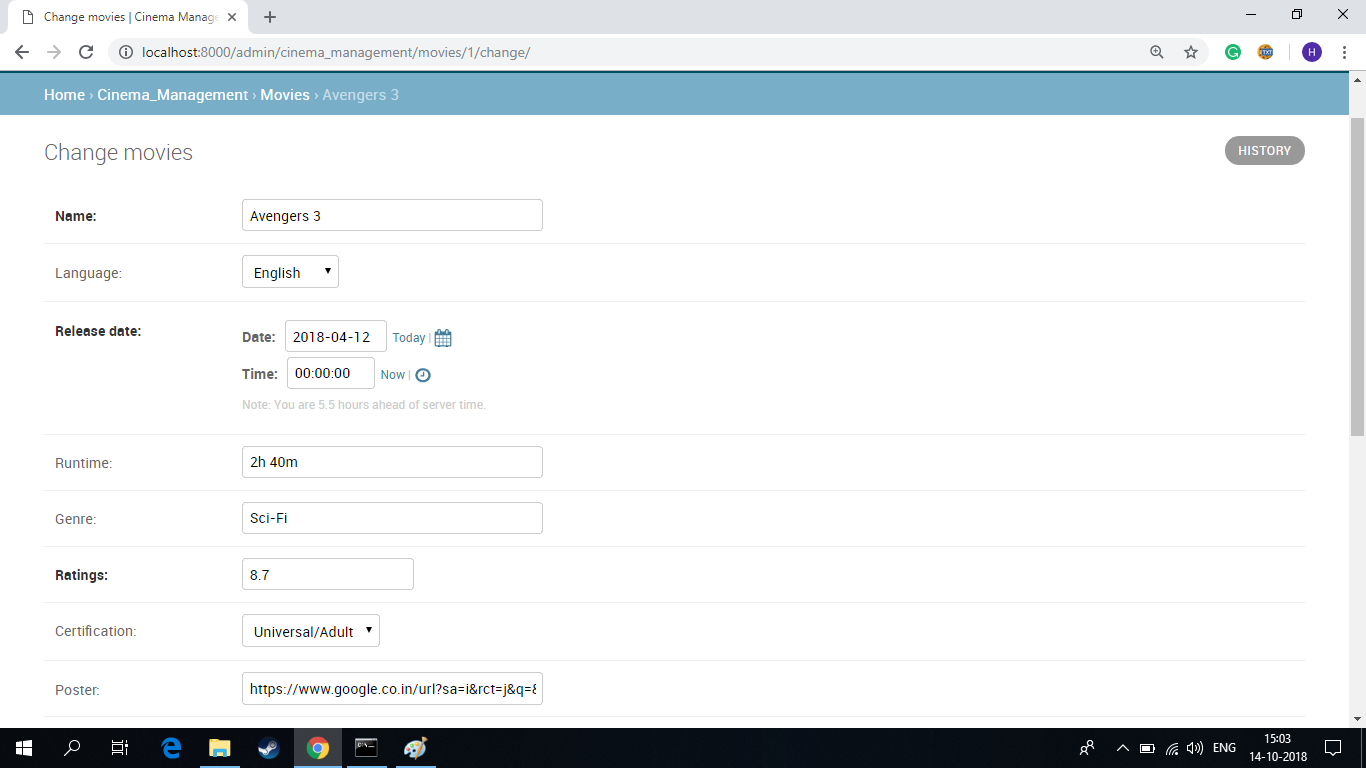 Change movies | Cinema Manage
localhost:8000/admin/cinema_management/movies/1/change/
H
Home › Cinema_Management › Movies › Avengers 3
Change movies
HISTORY
Name:
Avengers 3
Language:
English
Release date:
Date: 2018-04-12 Today |
Time: 00:00:00 Now |
Note: You are 5.5 hours ahead of server time.
Runtime:
2h 40m
Genre:
Sci-Fi
Ratings:
8.7
Certification:
Universal/Adult
Poster:
https://www.google.co.in/url?sa=i&rct=j&q=&
ENG
15:03
14-10-2018